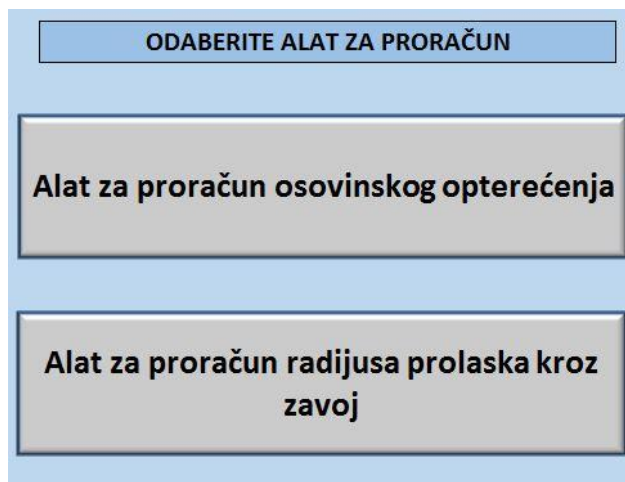 ODABERITE ALAT ZA PRORAČUN
Alat za proračun osovinskog opterećenja
Alat za proračun radijusa prolaska kroz
zavoj